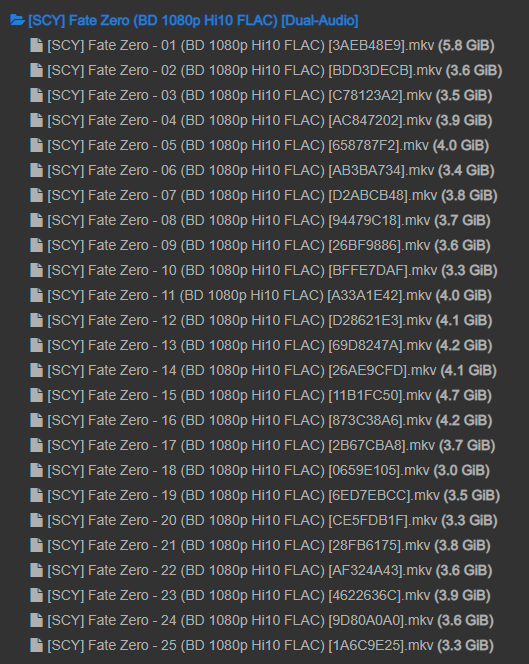 [SCY] Fate Zero (BD 1080p Hi10 FLAC) [Dual-Audio]
[SCY] Fate Zero - 01 (BD 1080p Hi10 FLAC) [3AEB48E9].mkv (5.8 GiB)
[SCY] Fate Zero - 02 (BD 1080p Hi10 FLAC) [BDD3DECB].mkv (3.6 GiB)
[SCY] Fate Zero - 03 (BD 1080p Hi10 FLAC) [C78123A2].mkv (3.5 GiB)
[SCY] Fate Zero - 04 (BD 1080p Hi10 FLAC) [AC847202].mkv (3.9 GiB)
[SCY] Fate Zero - 05 (BD 1080p Hi10 FLAC) [658787F2].mkv (4.0 GiB)
[SCY] Fate Zero - 06 (BD 1080p Hi10 FLAC) [AB3BA734].mkv (3.4 GiB)
[SCY] Fate Zero - 07 (BD 1080p Hi10 FLAC) [D2ABCB48].mkv (3.8 GiB)
[SCY] Fate Zero - 08 (BD 1080p Hi10 FLAC) [94479C18].mkv (3.7 GiB)
[SCY] Fate Zero - 09 (BD 1080p Hi10 FLAC) [26BF9886].mkv (3.6 GiB)
[SCY] Fate Zero - 10 (BD 1080p Hi10 FLAC) [BFFE7DAF].mkv (3.3 GiB)
[SCY] Fate Zero - 11 (BD 1080p Hi10 FLAC) [A33A1E42].mkv (4.0 GiB)
[SCY] Fate Zero - 12 (BD 1080p Hi10 FLAC) [D28621E3].mkv (4.1 GiB)
[SCY] Fate Zero - 13 (BD 1080p Hi10 FLAC) [69D8247A].mkv (4.2 GiB)
[SCY] Fate Zero - 14 (BD 1080p Hi10 FLAC) [26AE9CFD].mkv (4.1 GiB)
[SCY] Fate Zero - 15 (BD 1080p Hi10 FLAC) [11B1FC50].mkv (4.7 GiB)
[SCY] Fate Zero - 16 (BD 1080p Hi10 FLAC) [873C38A6].mkv (4.2 GiB)
[SCY] Fate Zero - 17 (BD 1080p Hi10 FLAC) [2B67CBA8].mkv (3.7 GiB)
[SCY] Fate Zero - 18 (BD 1080p Hi10 FLAC) [0659E105].mkv (3.0 GiB)
[SCY] Fate Zero - 19 (BD 1080p Hi10 FLAC) [6ED7EBCC].mkv (3.5 GiB)
[SCY] Fate Zero - 20 (BD 1080p Hi10 FLAC) [CE5FDB1F].mkv (3.3 GiB)
[SCY] Fate Zero - 21 (BD 1080p Hi10 FLAC) [28FB6175].mkv (3.8 GiB)
[SCY] Fate Zero - 22 (BD 1080p Hi10 FLAC) [AF324A43].mkv (3.6 GiB)
[SCY] Fate Zero - 23 (BD 1080p Hi10 FLAC) [4622636C].mkv (3.9 GiB)
[SCY] Fate Zero - 24 (BD 1080p Hi10 FLAC) [9D80A0A0].mkv (3.6 GiB)
[SCY] Fate Zero - 25 (BD 1080p Hi10 FLAC) [1A6C9E25].mkv (3.3 GiB)